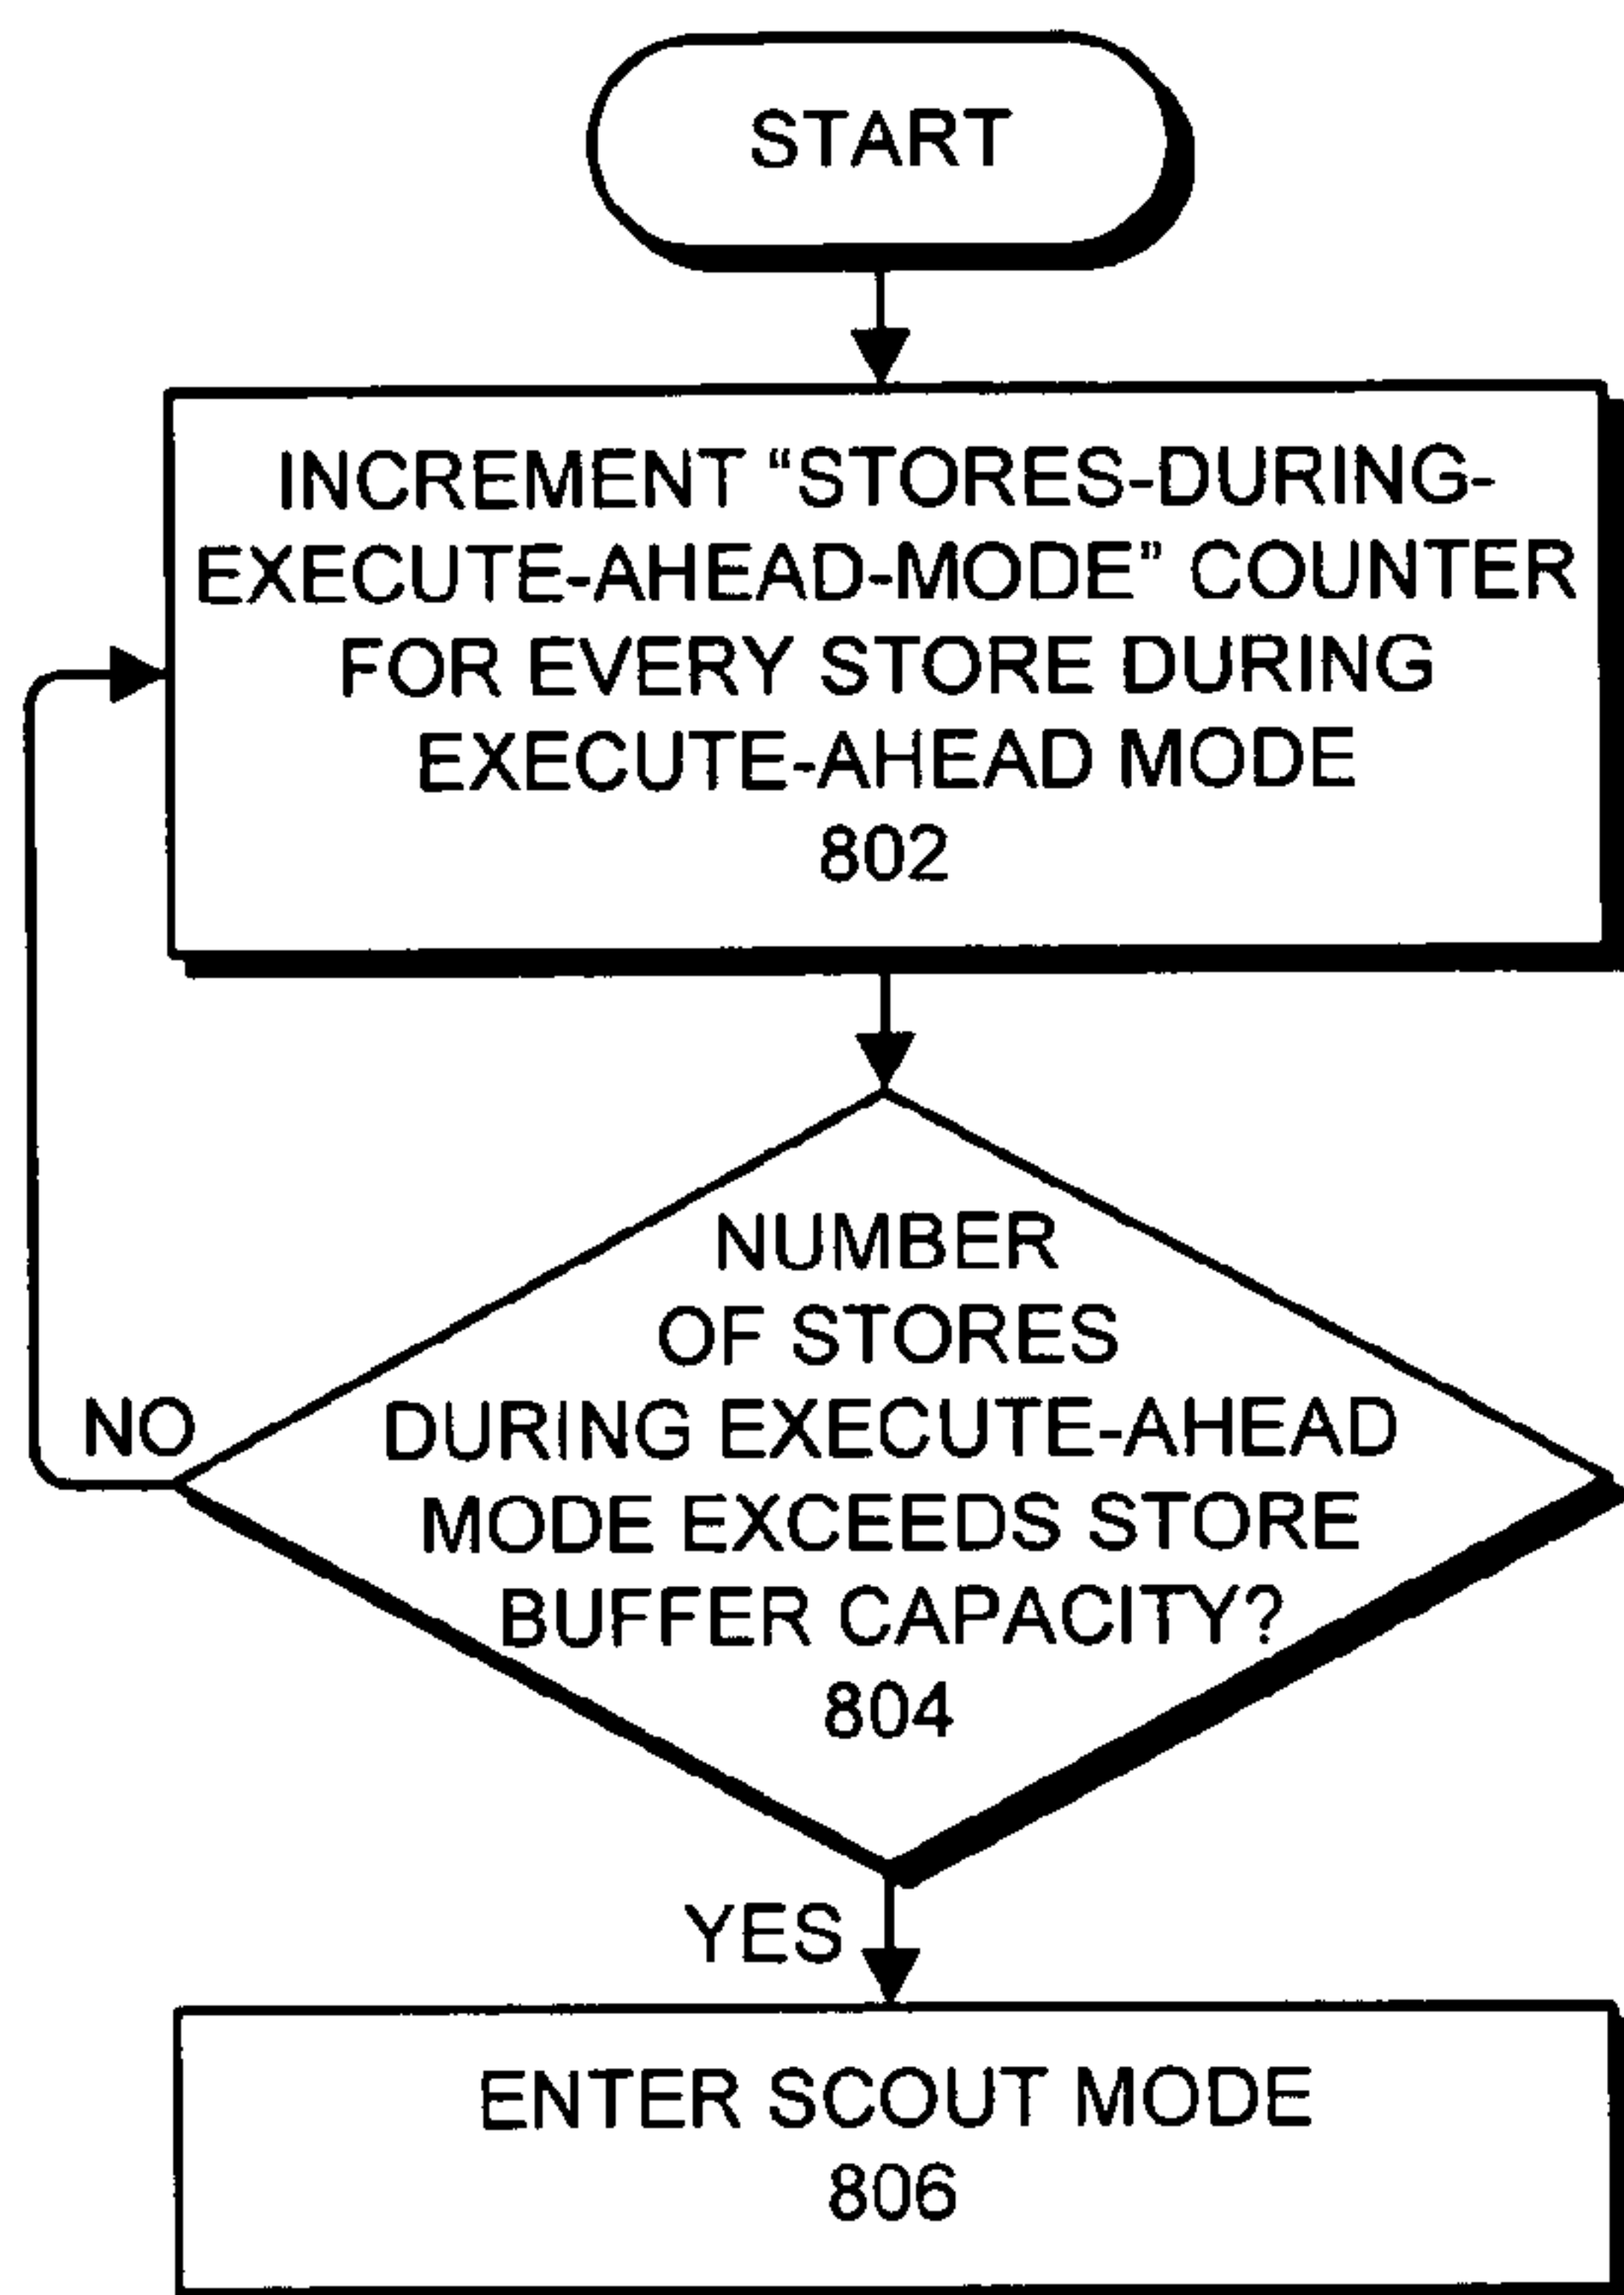 START
INCREMENT “STORES-DURING-
EXECUTE-AHEAD-MODE” COUNTER
FOR EVERY STORE DURING
EXECUTE-AHEAD MODE
802
NUMBER
OF STORES
DURING EXECUTE-AHEAD
MODE EXCEEDS STORE
BUFFER CAPACITY?
804
NO
YES
ENTER SCOUT MODE
806